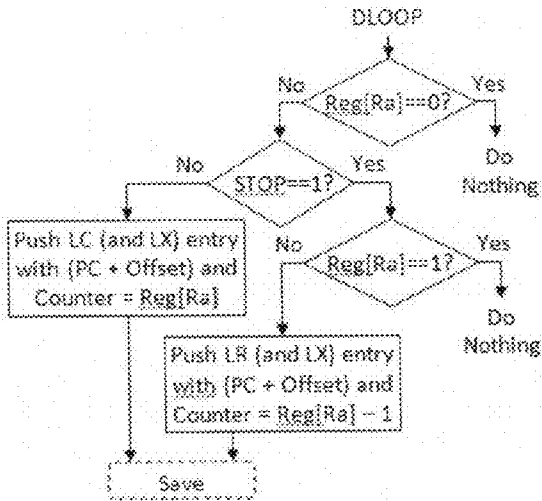 DLOOP
No
Yes
Reg[Ra]==0?
Do
Nothing
No
Yes
STOP==1?
Push LC (and LX) entry
with (PC + Offset) and
Counter = Reg[Ra]
No
Yes
Reg[Ra]==1?
Do
Nothing
Push LR (and LX) entry
with (PC + Offset) and
Counter = Reg[Ra] − 1
Save